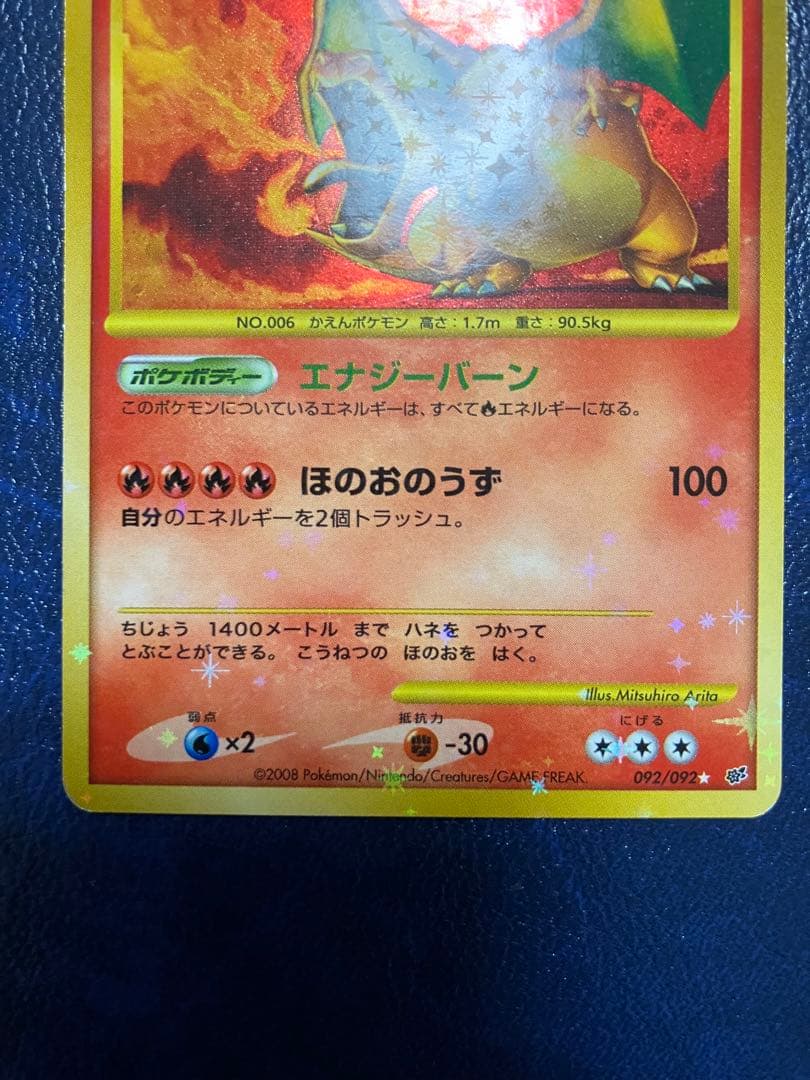 NO.006 かえんポケモン 高さ：1.7m 重さ：90.5kg
ポケボディー エナジーバーン
このポケモンについているエネルギーは、すべて エネルギーになる。
ほのおのうず 100
自分のエネルギーを2個トラッシュ。
ちじょう 1400メートル まで ハネを つかって
とぶことができる。 こうねつの ほのおを はく。
Illus.Mitsuhiro Arita
弱点 抵抗力 にげる
×2 -30
©2008 Pokémon/Nintendo/Creatures/GAME FREAK.
092/092★